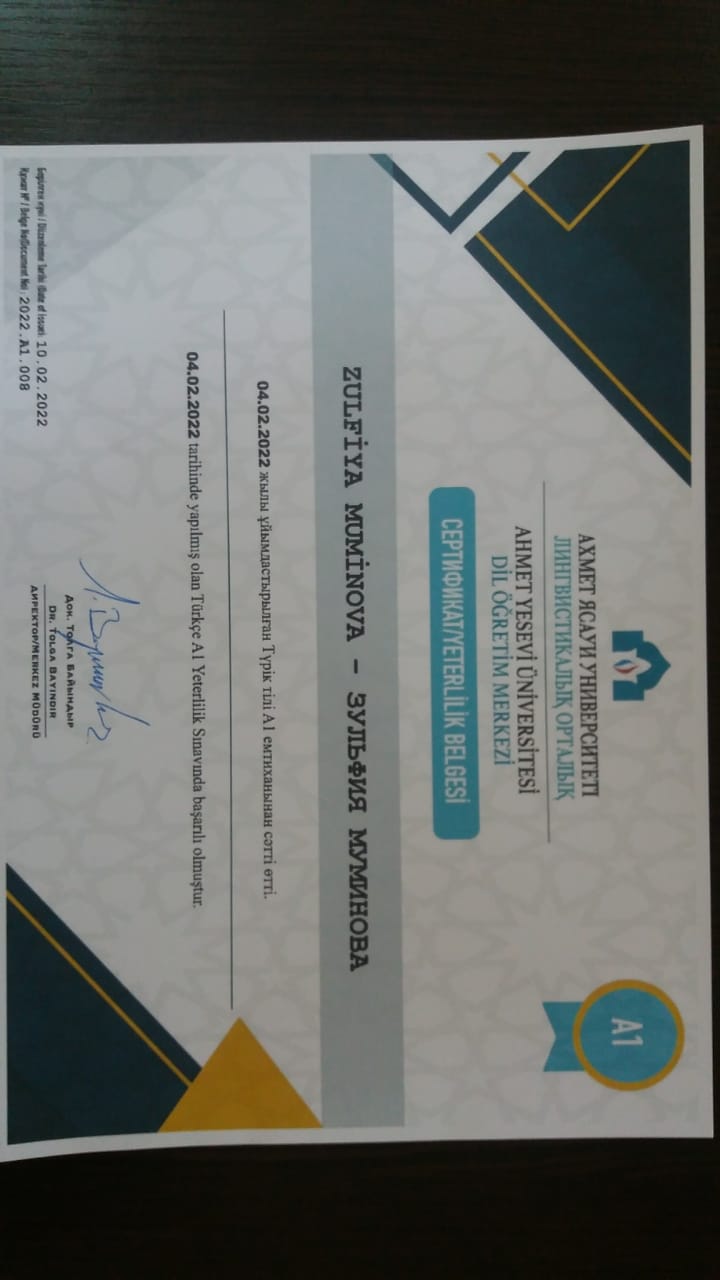 A1
АХМЕТ ЯСАУИ УНИВЕРСИТЕТІ
ЛИНГВИСТИКАЛЫҚ ОРТАЛЫҚ
AHMET YESEVİ ÜNİVERSİTESİ
DİL ÖĞRETİM MERKEZİ
СЕРТИФИКАТ/YETERLİLİK BELGESİ
ZULFİYA MUMİNOVA – ЗУЛЬФИЯ МУМИНОВА
04.02.2022 жылы ұйымдастырылған Түрік тілі А1 емтиханынан сәтті өтті.
04.02.2022 tarihinde yapılmış olan Türkçe A1 Yeterlilik Sınavında başarılı olmuştur.
Док. Толга Байындыр
Dr. Tolga Bayındır
Директор/Merkez Müdürü
Берілген күні / Düzenleme Tarihi (Date of Issue): 10.02.2022
Құжат № / Belge No(Document No) : 2022.A1.008